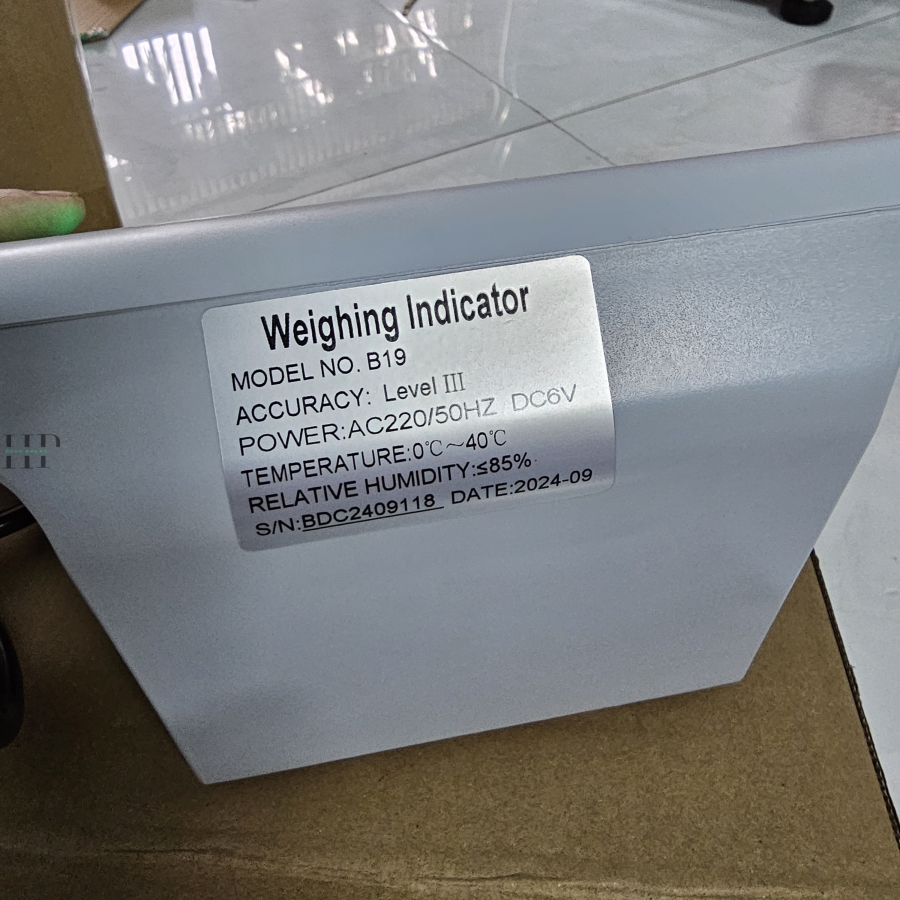 Weighing Indicator
MODEL NO. B19
ACCURACY: Level III
POWER:AC220/50HZ DC6V
TEMPERATURE:0℃~40℃
RELATIVE HUMIDITY:≤85%
S/N:BDC2409118 DATE:2024-09